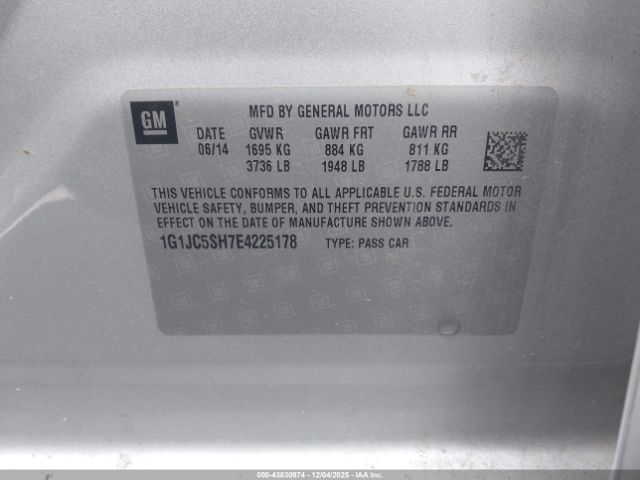 GM
MFD BY GENERAL MOTORS LLC
DATE GVWR GAWR FRT GAWR RR
06/14 1695 KG 884 KG 811 KG
3736 LB 1948 LB 1788 LB
THIS VEHICLE CONFORMS TO ALL APPLICABLE U.S. FEDERAL MOTOR
VEHICLE SAFETY, BUMPER, AND THEFT PREVENTION STANDARDS IN
EFFECT ON THE DATE OF MANUFACTURE SHOWN ABOVE.
1G1JC5SH7E4225178 TYPE: PASS CAR
000-43830974 - 12/04/2025 - IAAI.COM